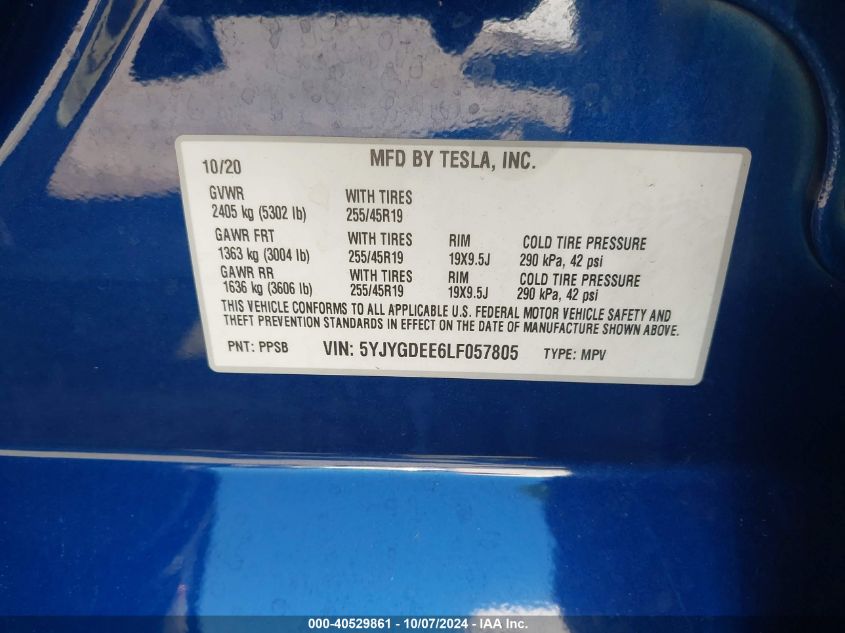 10/20 MFD BY TESLA, INC.
GVWR WITH TIRES
2405 kg (5302 lb) 255/45R19
GAWR FRT WITH TIRES RIM COLD TIRE PRESSURE
1363 kg (3004 lb) 255/45R19 19X9.5J 290 kPa, 42 psi
GAWR RR WITH TIRES RIM COLD TIRE PRESSURE
1636 kg (3606 lb) 255/45R19 19X9.5J 290 kPa, 42 psi
THIS VEHICLE CONFORMS TO ALL APPLICABLE U.S. FEDERAL MOTOR VEHICLE SAFETY AND
THEFT PREVENTION STANDARDS IN EFFECT ON THE DATE OF MANUFACTURE SHOWN ABOVE.
PNT: PPSB VIN: 5YJYGDEE6LF057805 TYPE: MPV
000-40529861 - 10/07/2024 - IAA Inc.